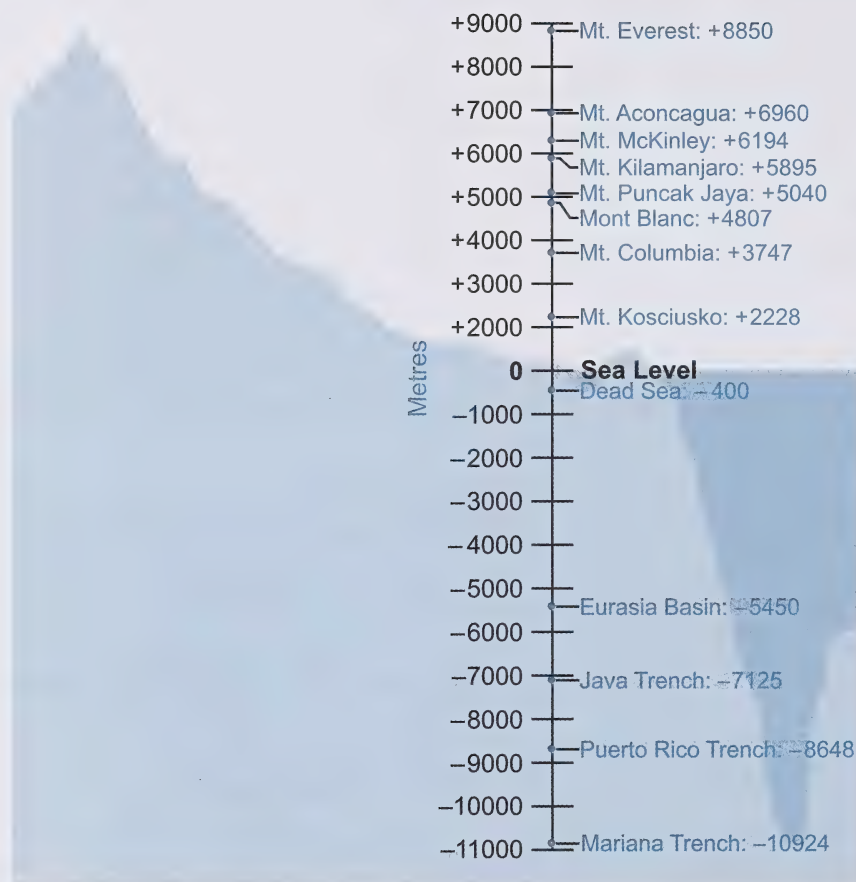 +9000
Mt. Everest: +8850
+8000
+7000
Mt. Aconcagua: +6960
Mt. McKinley: +6194
+6000
Mt. Kilamanjaro: +5895
Mt. Puncak Jaya: +5040
+5000
Mont Blanc: +4807
+4000
Mt. Columbia: +3747
+3000
Mt. Kosciusko: +2228
+2000
Metres
0
Sea Level
Dead Sea: –400
–1000
–2000
–3000
–4000
–5000
Eurasia Basin: –5450
–6000
–7000
Java Trench: –7125
–8000
Puerto Rico Trench: –8648
–9000
–10000
Mariana Trench: –10924
–11000